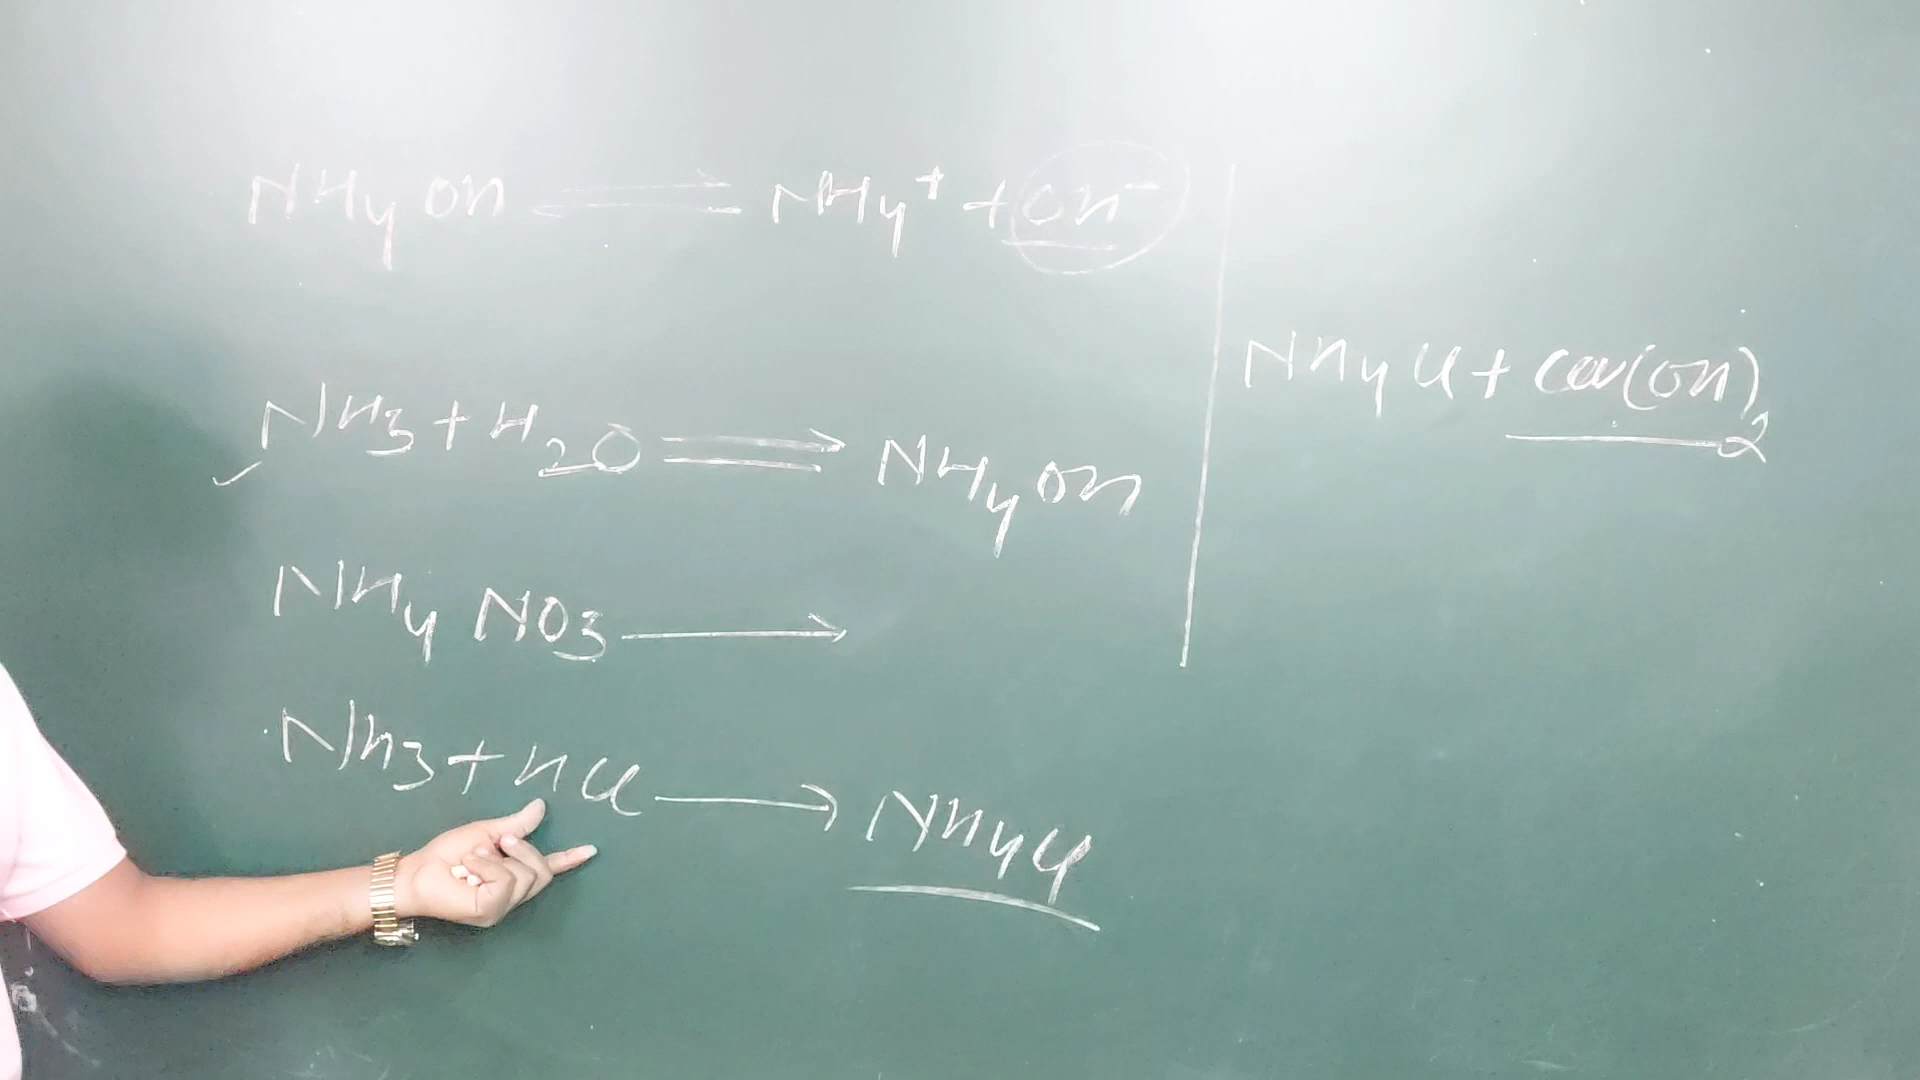 NH4OH ⇌ NH4+ + OH-
NH3 + H2O ⇌ NH4OH
NH4NO3 →
NH3 + HCl → NH4Cl
NH4Cl + Ca(OH)2